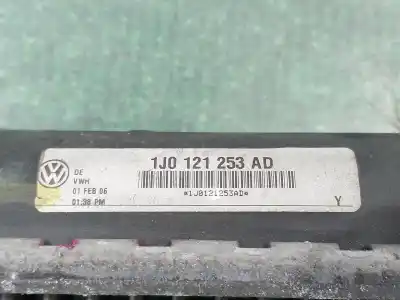 1J0 121 253 AD
DE
VWH
01 FEB 06
01:38 PM
*1J0121253AD*
Y